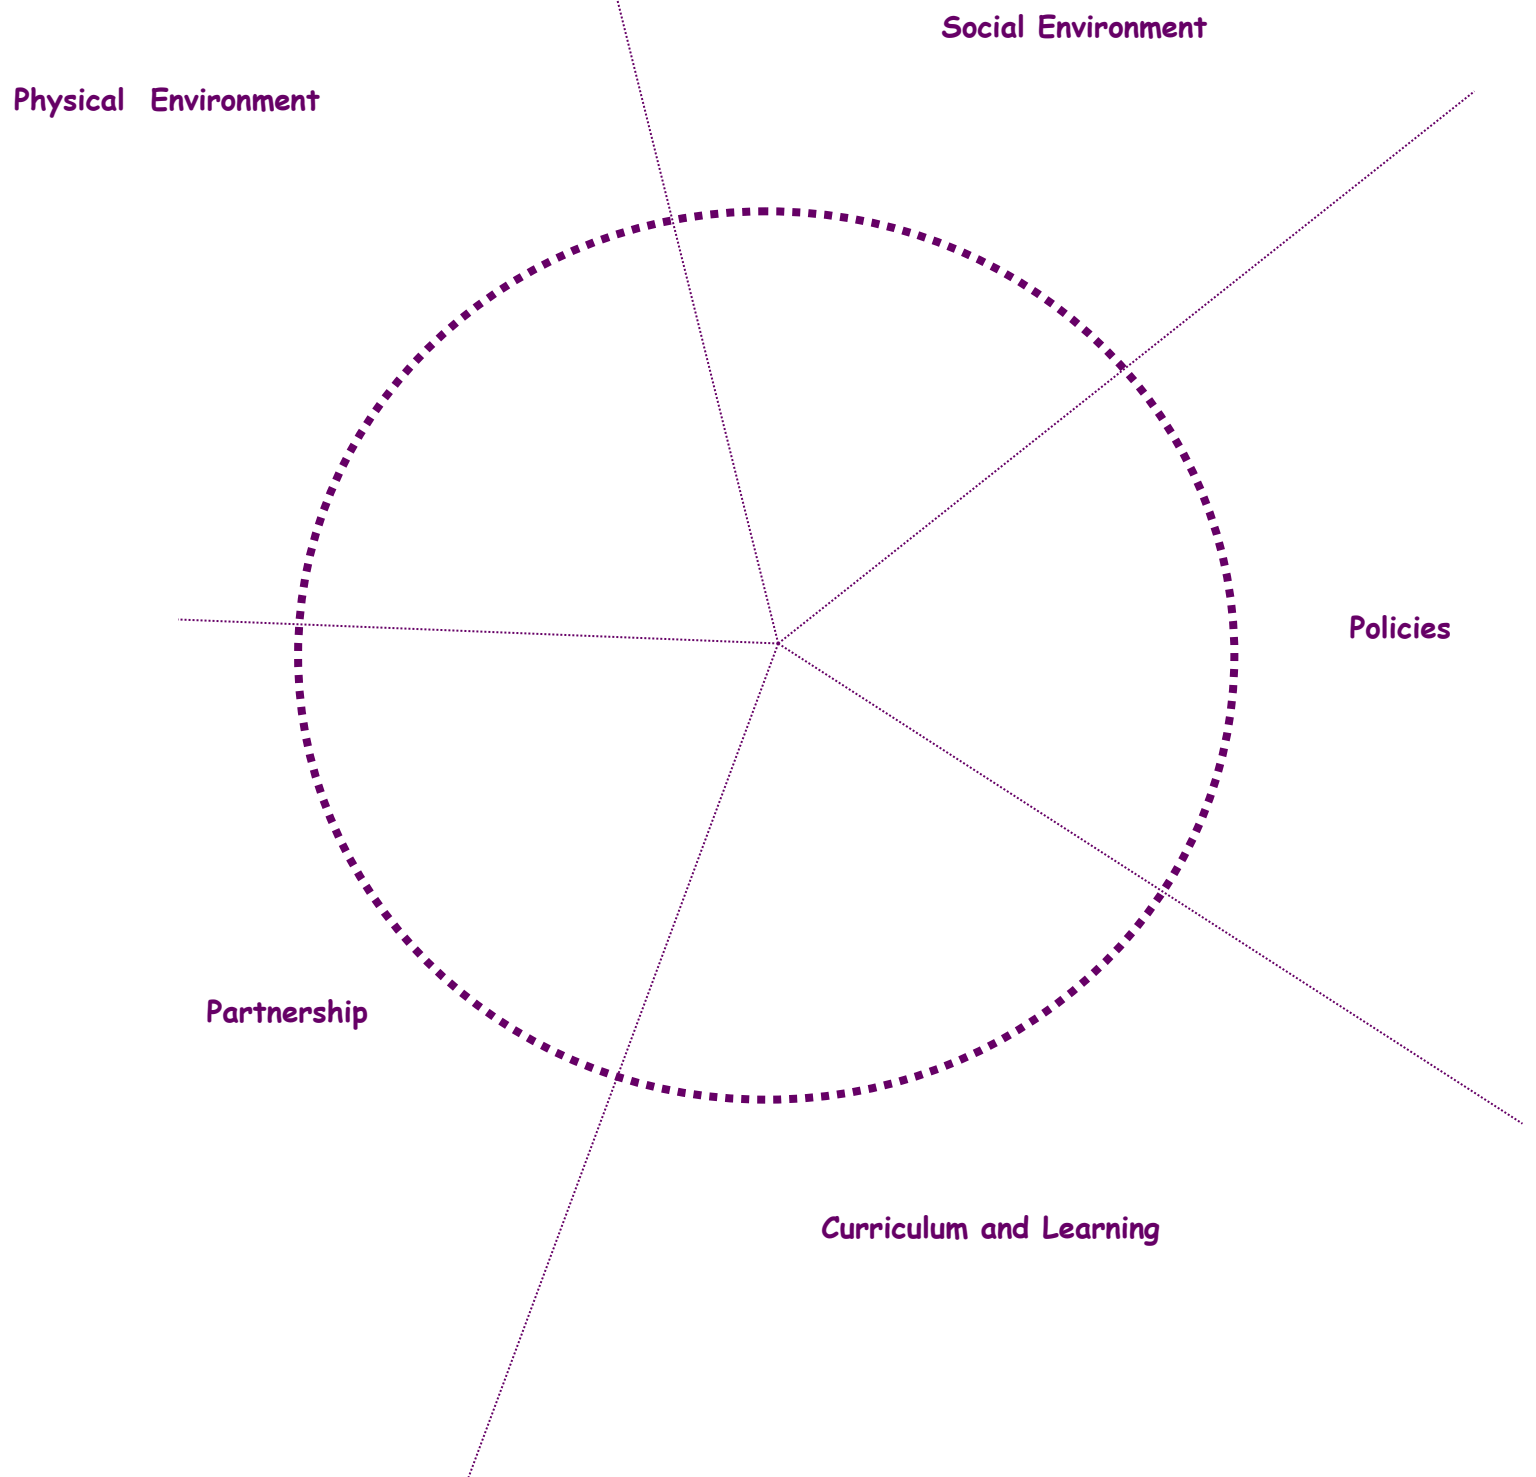 Social Environment
Physical Environment
Policies
Partnership
Curriculum and Learning